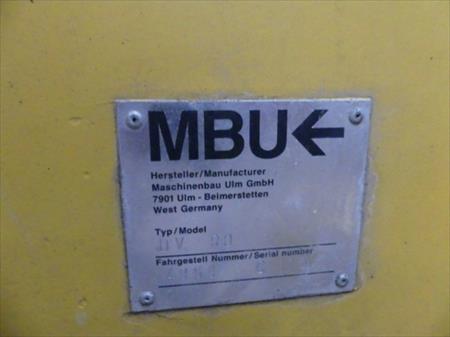 MBU←
Hersteller/Manufacturer
Maschinenbau Ulm GmbH
7901 Ulm - Beimerstetten
West Germany
Typ/Model
Fahrgestell Nummer/Serial number